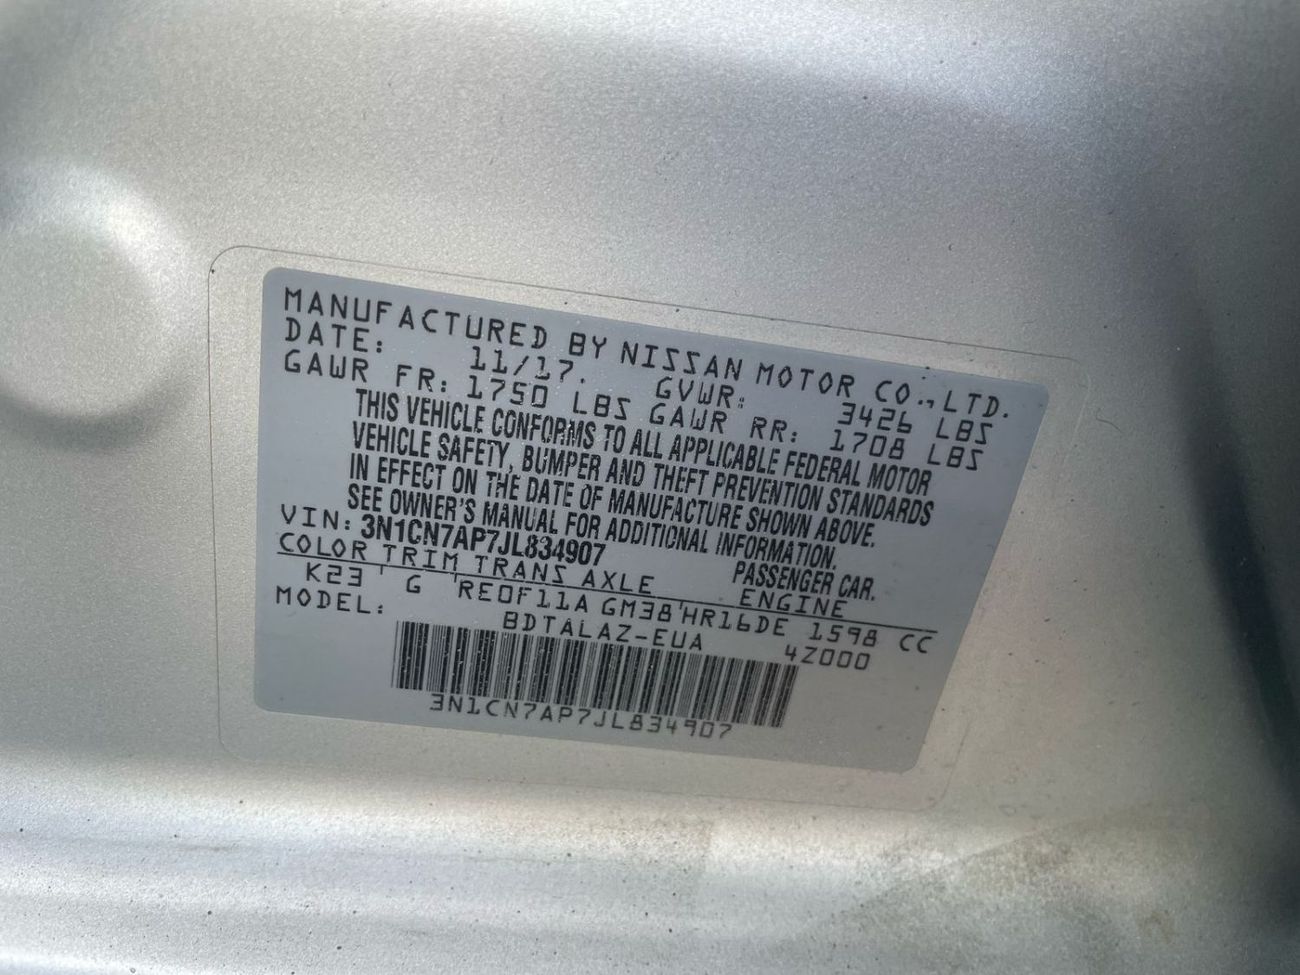 MANUFACTURED BY NISSAN MOTOR CO.,LTD.
DATE: 11/17. GVWR: 3426 LBS
GAWR FR: 1750 LBS GAWR RR: 1708 LBS
THIS VEHICLE CONFORMS TO ALL APPLICABLE FEDERAL MOTOR
VEHICLE SAFETY, BUMPER AND THEFT PREVENTION STANDARDS
IN EFFECT ON THE DATE OF MANUFACTURE SHOWN ABOVE.
SEE OWNER'S MANUAL FOR ADDITIONAL INFORMATION.
VIN: 3N1CN7AP7JL834907 PASSENGER CAR.
COLOR TRIM TRANS AXLE ENGINE
K23 ' G ' RE0F11A GM38 ' HR16DE 1598 CC
MODEL: BDTALAZ-EUA 4Z000
3N1CN7AP7JL834907